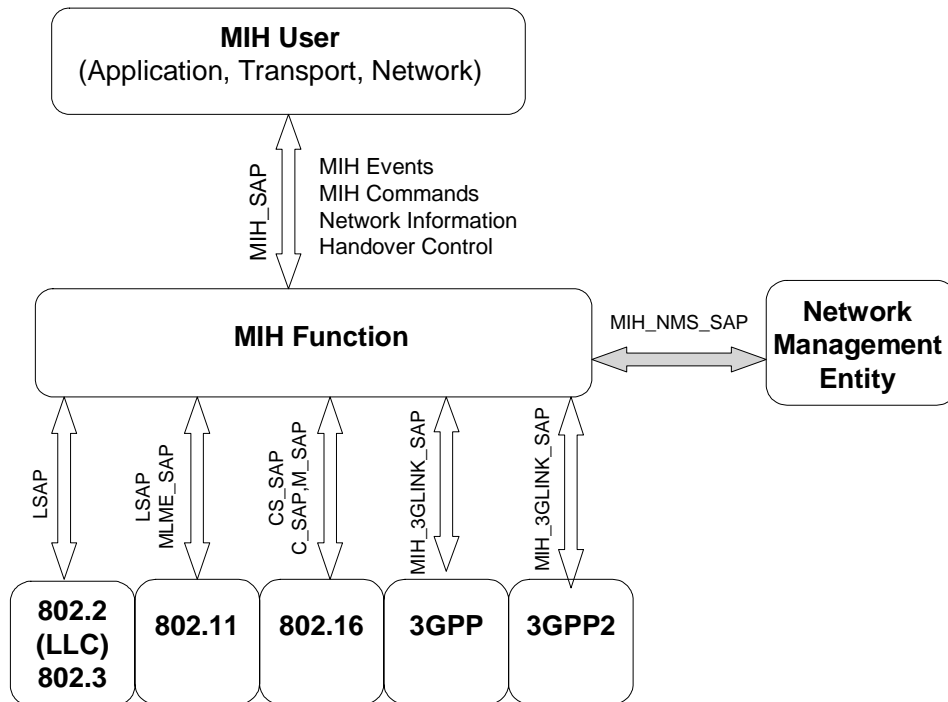 MIH User
(Application, Transport, Network)
MIH_SAP
MIH Events
MIH Commands
Network Information
Handover Control
MIH Function
MIH_NMS_SAP
Network
Management
Entity
LSAP
LSAP
MLME_SAP
CS_SAP
C_SAP,M_SAP
MIH_3GLINK_SAP
MIH_3GLINK_SAP
802.2
(LLC)
802.3
802.11
802.16
3GPP
3GPP2